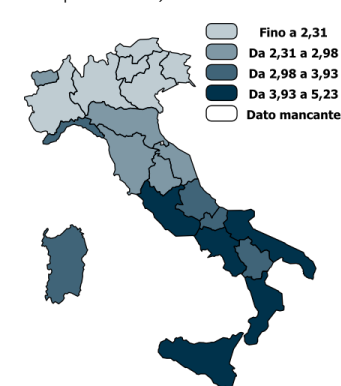 Fino a 2,31
Da 2,31 a 2,98
Da 2,98 a 3,93
Da 3,93 a 5,23
Dato mancante